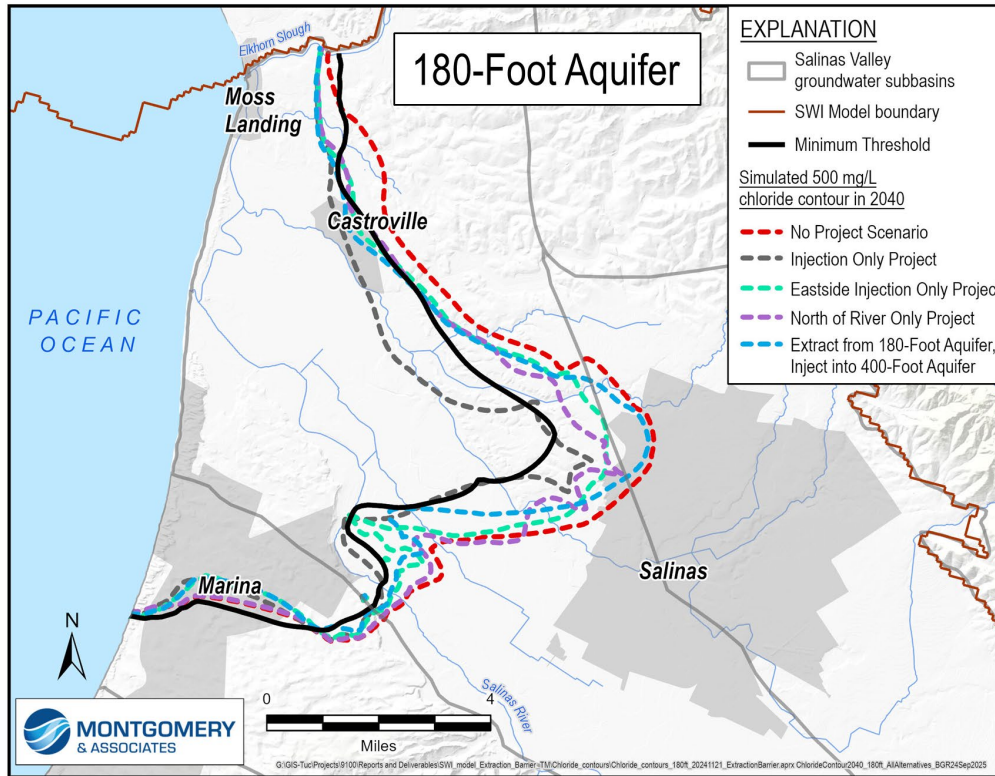 180-Foot Aquifer
Elkhorn Slough
Moss
Landing
Castroville
PACIFIC
OCEAN
Marina
Salinas
Salinas River
N
0 4
Miles
MONTGOMERY
& ASSOCIATES
EXPLANATION
Salinas Valley
groundwater subbasins
SWI Model boundary
Minimum Threshold
Simulated 500 mg/L
chloride contour in 2040
No Project Scenario
Injection Only Project
Eastside Injection Only Project
North of River Only Project
Extract from 180-Foot Aquifer,
Inject into 400-Foot Aquifer
G:\GIS-Tuc\Projects\9100\Reports and Deliverables\SWI_model_Extraction_Barrier-TM\Chloride_contours\Chloride_contours_180ft_20241121_ExtractionBarrier.aprx ChlorideContour2040_180ft_AllAlternatives_BGR24Sep2025